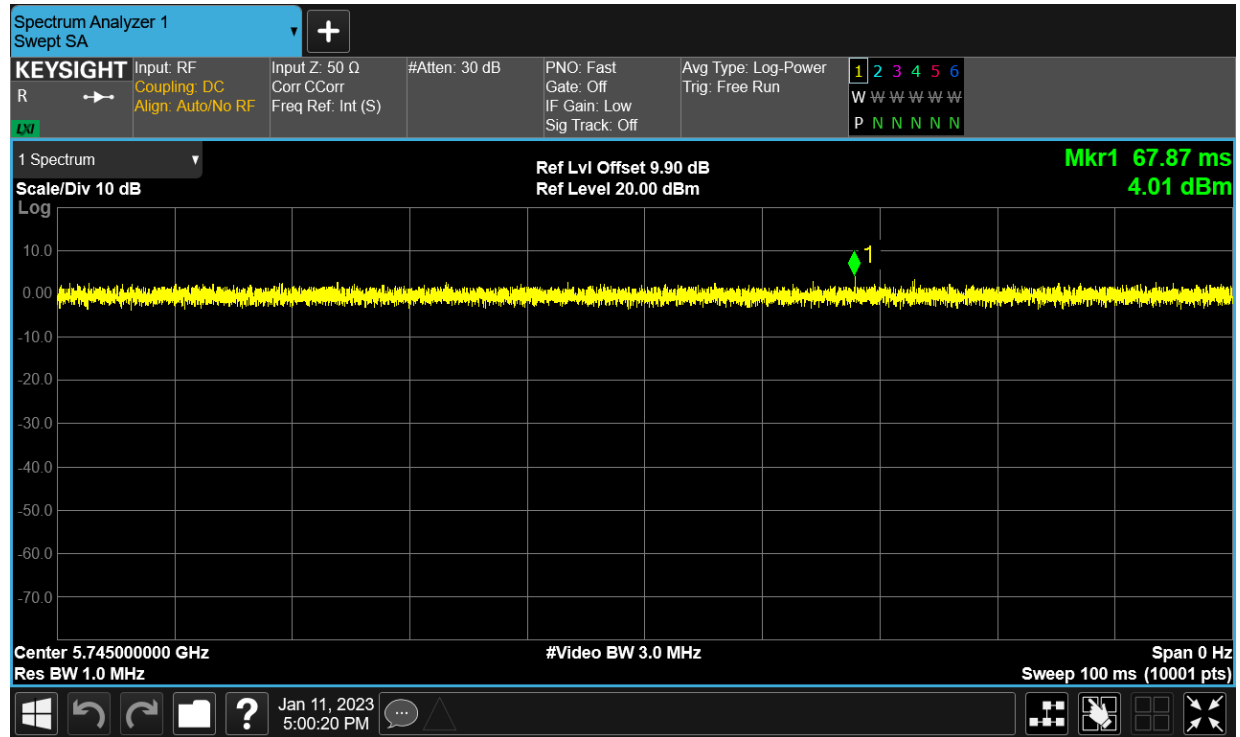 Spectrum Analyzer 1
Swept SA
+
KEYSIGHT
R
LXI
Input: RF
Coupling: DC
Align: Auto/No RF
Input Z: 50 Ω
Corr CCorr
Freq Ref: Int (S)
#Atten: 30 dB
PNO: Fast
Gate: Off
IF Gain: Low
Sig Track: Off
Avg Type: Log-Power
Trig: Free Run
1 2 3 4 5 6
W W W W W W
P N N N N N
1 Spectrum
Scale/Div 10 dB
Log
Ref Lvl Offset 9.90 dB
Ref Level 20.00 dBm
Mkr1 67.87 ms
4.01 dBm
1
10.0
0.00
-10.0
-20.0
-30.0
-40.0
-50.0
-60.0
-70.0
Center 5.745000000 GHz
Res BW 1.0 MHz
#Video BW 3.0 MHz
Span 0 Hz
Sweep 100 ms (10001 pts)
?
Jan 11, 2023
5:00:20 PM